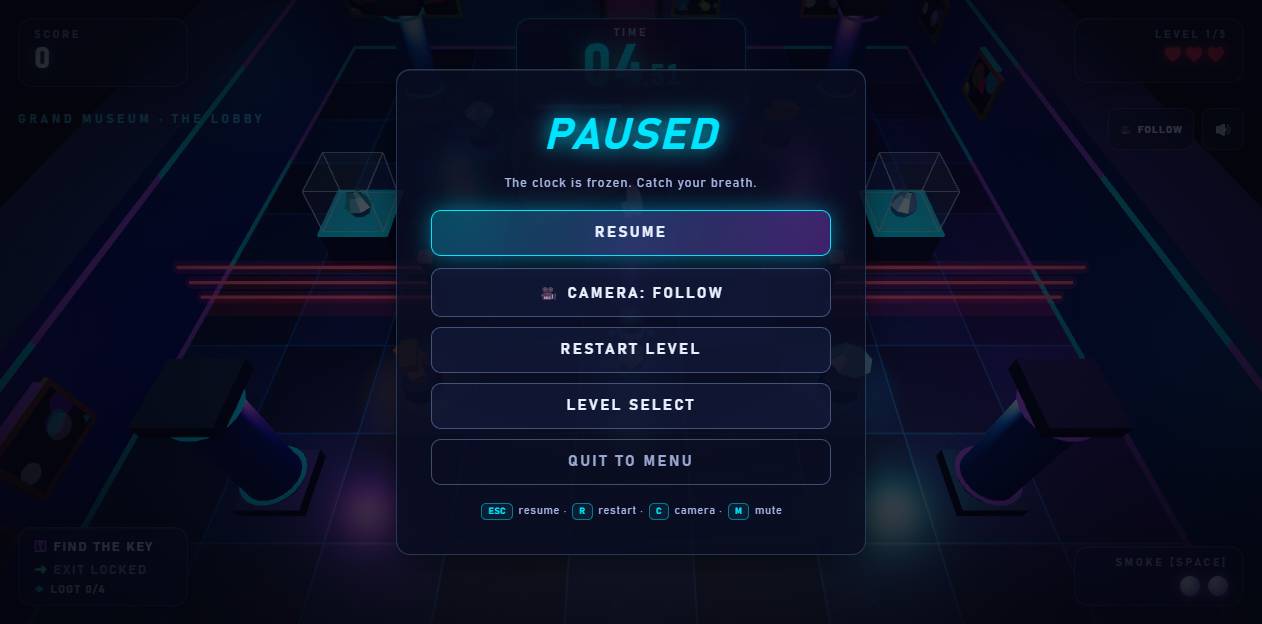 SCORE
0
TIME
04.51
LEVEL 1/5
GRAND MUSEUM · THE LOBBY
FOLLOW
PAUSED
The clock is frozen. Catch your breath.
RESUME
CAMERA: FOLLOW
RESTART LEVEL
LEVEL SELECT
QUIT TO MENU
ESC resume · R restart · C camera · M mute
FIND THE KEY
EXIT LOCKED
LOOT 0/4
SMOKE [SPACE]